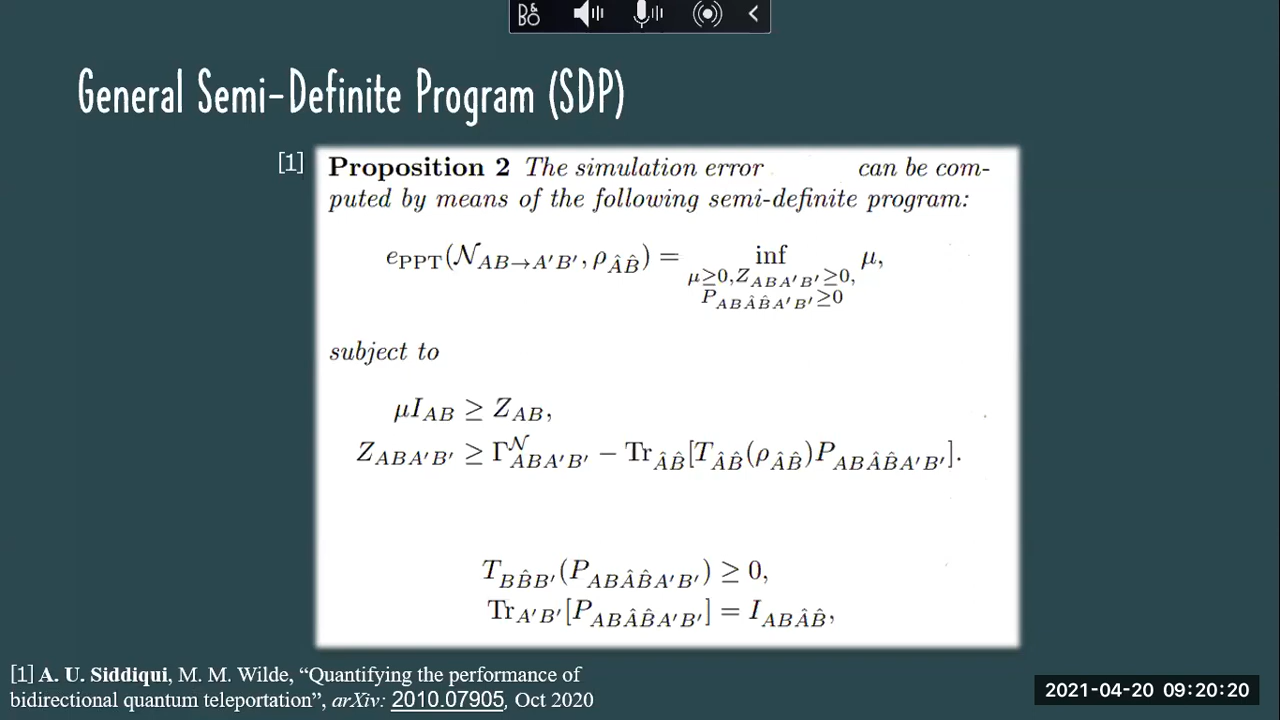 B&O
General Semi-Definite Program (SDP)
[1]
Proposition 2 The simulation error can be com-
puted by means of the following semi-definite program:
e_PPT(𝒩_{AB→A′B′}, ρ_{ÂB̂}) = inf_{μ≥0, Z_{ABA′B′}≥0, P_{ABÂB̂A′B′}≥0} μ,
subject to
μI_{AB} ≥ Z_{AB},
Z_{ABA′B′} ≥ Γ^𝒩_{ABA′B′} − Tr_{ÂB̂}[T_{ÂB̂}(ρ_{ÂB̂})P_{ABÂB̂A′B′}].
T_{BB̂B′}(P_{ABÂB̂A′B′}) ≥ 0,
Tr_{A′B′}[P_{ABÂB̂A′B′}] = I_{ABÂB̂},
[1] A. U. Siddiqui, M. M. Wilde, “Quantifying the performance of
bidirectional quantum teleportation”, arXiv: 2010.07905, Oct 2020
2021-04-20 09:20:20